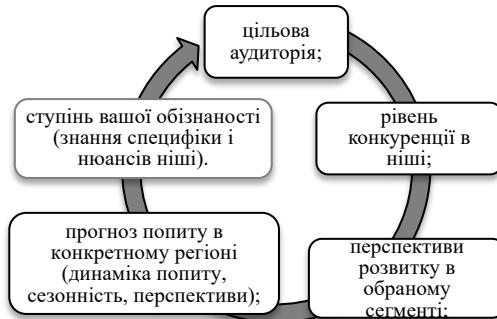 цільова
аудиторія;
рівень
конкуренції в
ніші;
перспективи
розвитку в
обраному
сегменті;
прогноз попиту в
конкретному регіоні
(динаміка попиту,
сезонність, перспективи);
ступінь вашої обізнаності
(знання специфіки і
нюансів ніші).